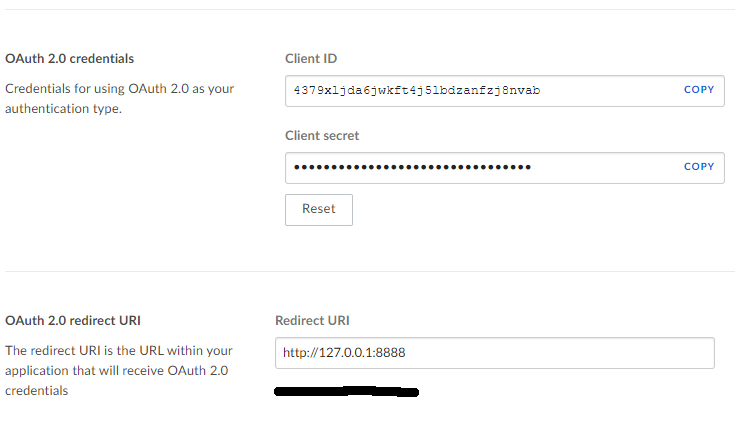 OAuth 2.0 credentials
Client ID
Credentials for using OAuth 2.0 as your
authentication type.
4379xljda6jwkft4j5lbdzanfzj8nvab
COPY
Client secret
••••••••••••••••••••••••••••••••
COPY
Reset
OAuth 2.0 redirect URI
Redirect URI
The redirect URI is the URL within your
application that will receive OAuth 2.0
credentials
http://127.0.0.1:8888